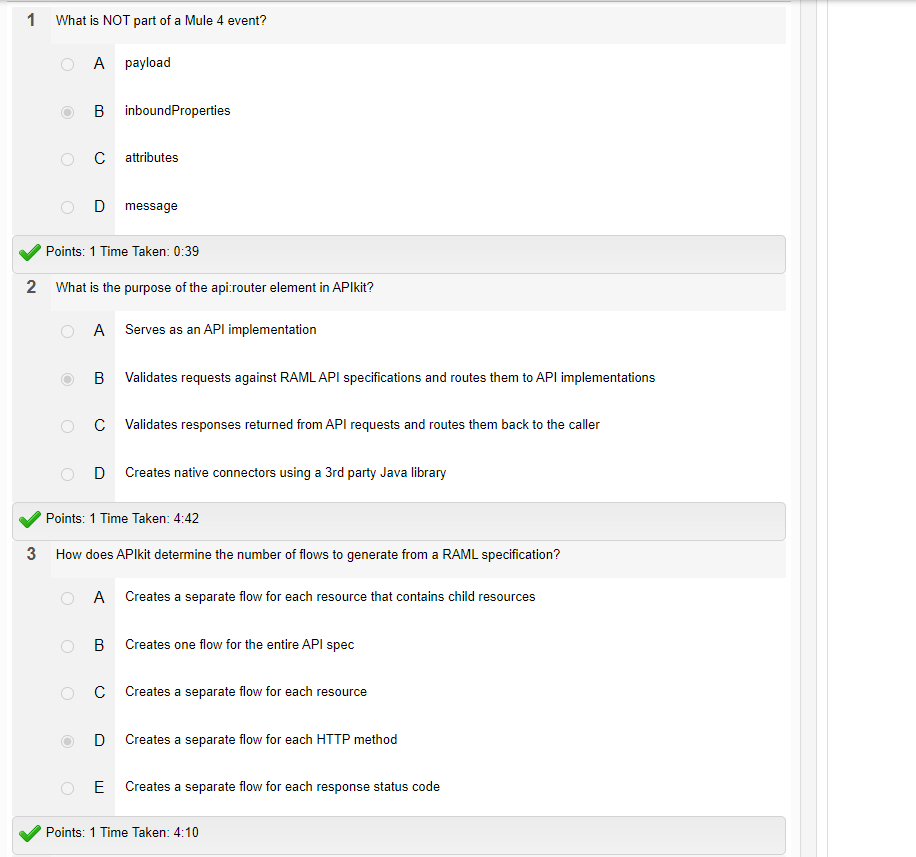 1 What is NOT part of a Mule 4 event?
A payload
B inboundProperties
C attributes
D message
Points: 1 Time Taken: 0:39
2 What is the purpose of the api:router element in APIkit?
A Serves as an API implementation
B Validates requests against RAML API specifications and routes them to API implementations
C Validates responses returned from API requests and routes them back to the caller
D Creates native connectors using a 3rd party Java library
Points: 1 Time Taken: 4:42
3 How does APIkit determine the number of flows to generate from a RAML specification?
A Creates a separate flow for each resource that contains child resources
B Creates one flow for the entire API spec
C Creates a separate flow for each resource
D Creates a separate flow for each HTTP method
E Creates a separate flow for each response status code
Points: 1 Time Taken: 4:10